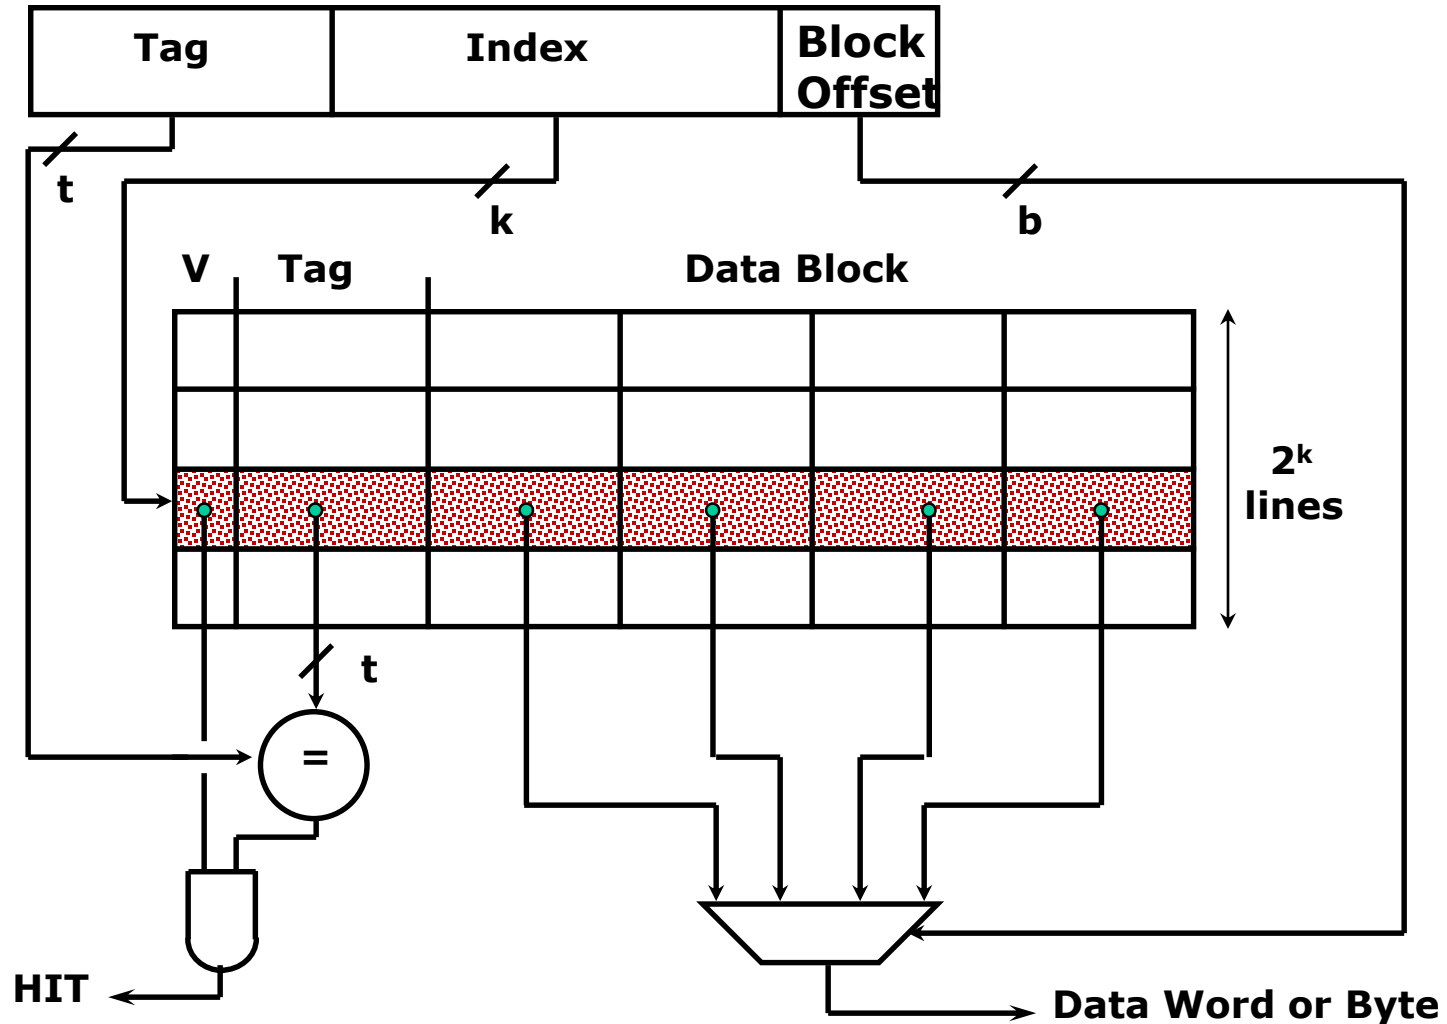 Tag
Index
Block
Offset
t
k
b
V
Tag
Data Block
2k
lines
t
=
HIT
Data Word or Byte